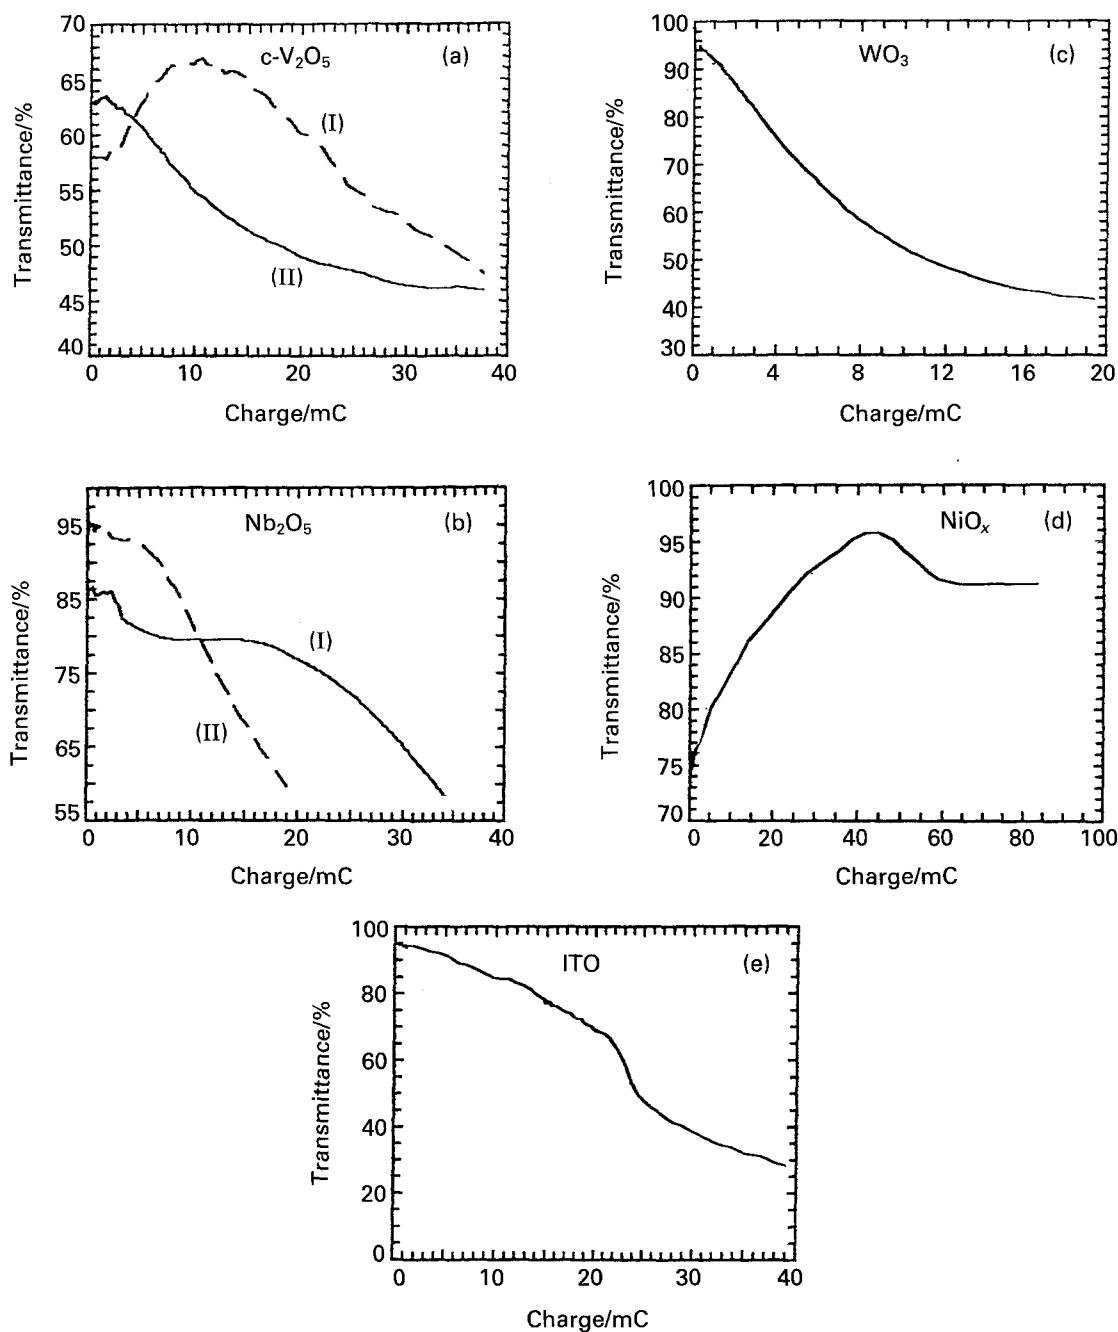 c-V₂O₅ (a)
Transmittance/%
70
65
60
55
50
45
40
(I)
(II)
0 10 20 30 40
Charge/mC
WO₃ (c)
Transmittance/%
100
90
80
70
60
50
40
30
0 4 8 12 16 20
Charge/mC
Nb₂O₅ (b)
Transmittance/%
95
85
75
65
55
(I)
(II)
0 10 20 30 40
Charge/mC
NiOₓ (d)
Transmittance/%
100
95
90
85
80
75
70
0 20 40 60 80 100
Charge/mC
ITO (e)
Transmittance/%
100
80
60
40
20
0
0 10 20 30 40
Charge/mC